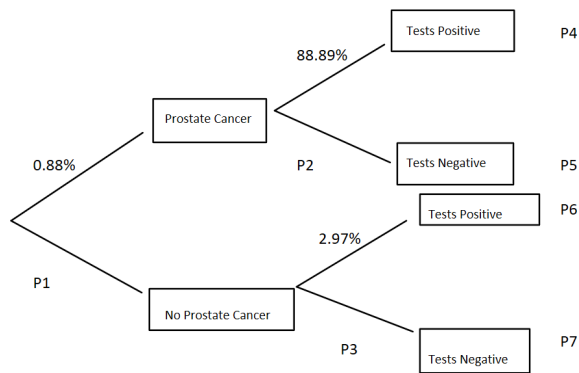 Tests Positive P4
88.89%
Prostate Cancer
0.88%
P2
Tests Negative P5
Tests Positive P6
2.97%
P1
No Prostate Cancer
P3
Tests Negative P7